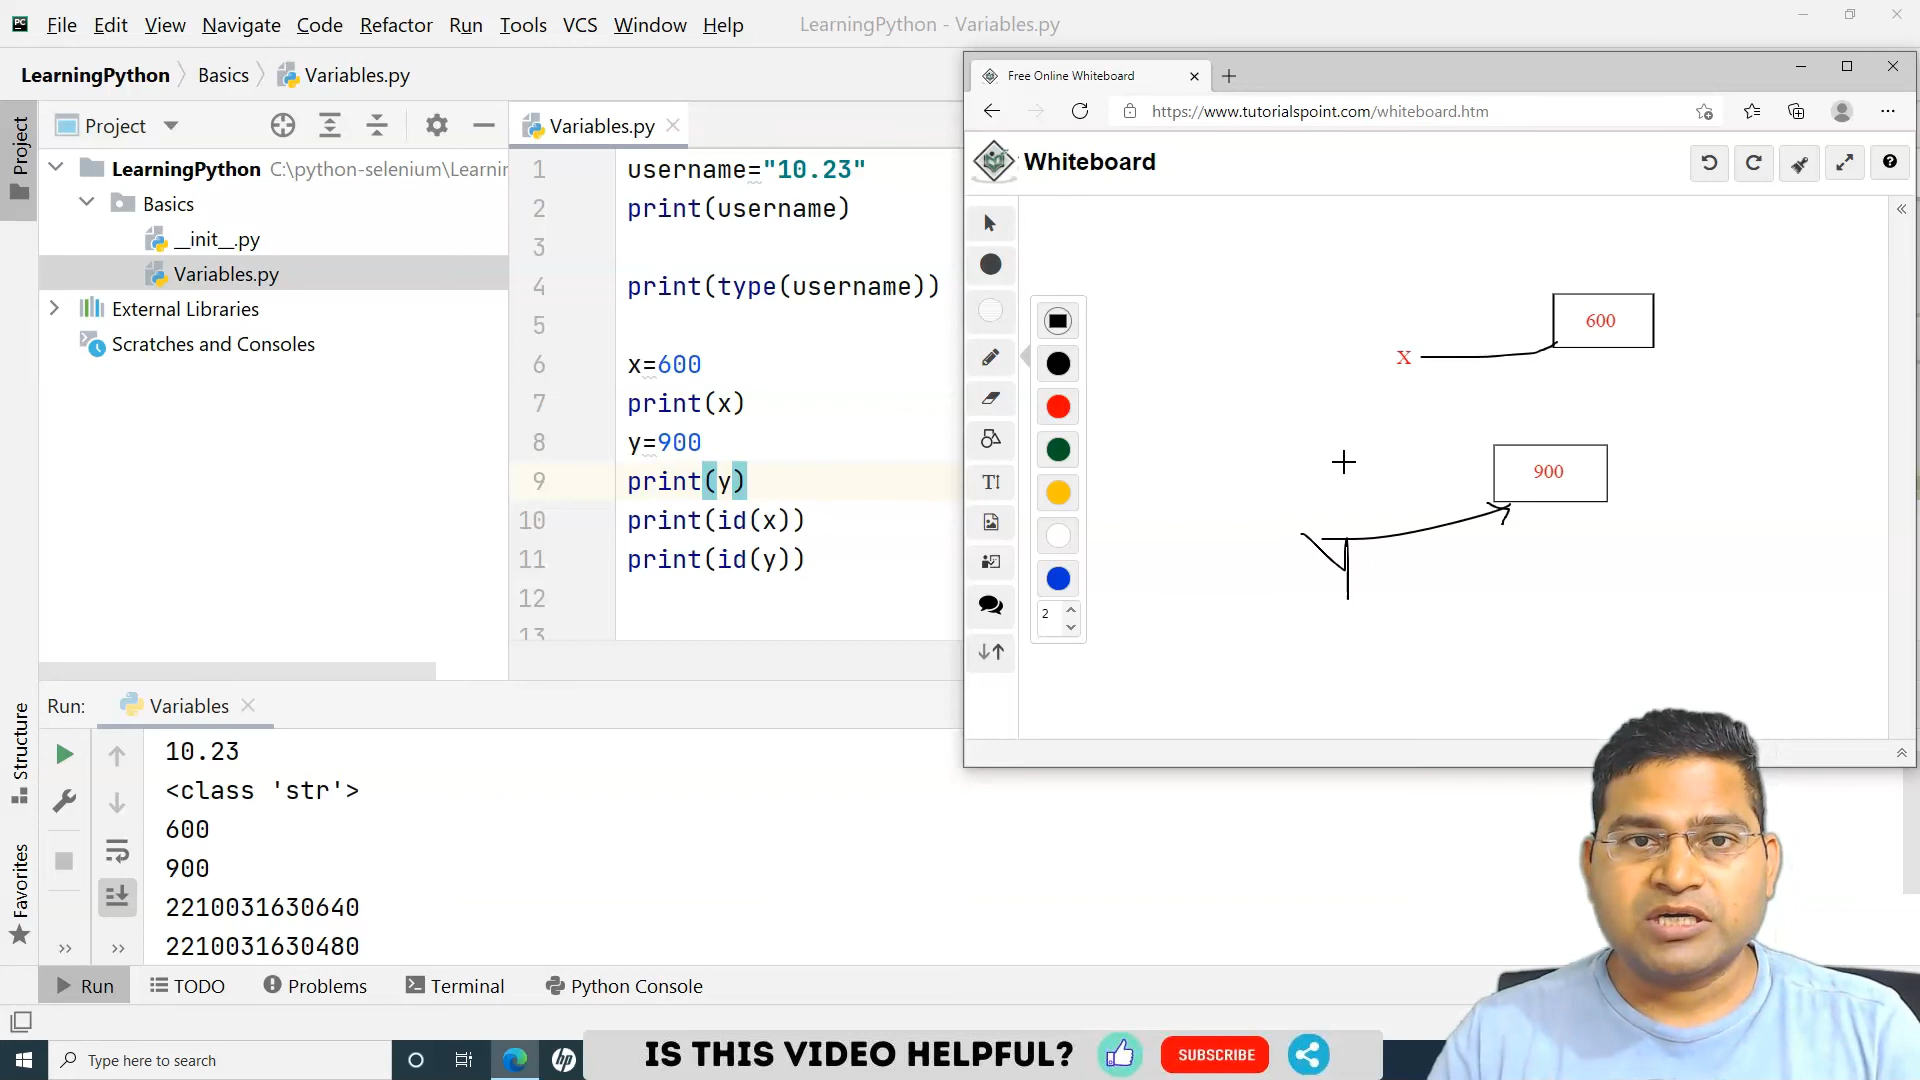 File Edit View Navigate Code Refactor Run Tools VCS Window Help LearningPython - Variables.py
LearningPython Basics Variables.py
Project
Project
LearningPython C:\python-selenium\Learnin
Basics
__init__.py
Variables.py
External Libraries
Scratches and Consoles
Variables.py
1 username="10.23"
2 print(username)
3
4 print(type(username))
5
6 x=600
7 print(x)
8 y=900
9 print(y)
10 print(id(x))
11 print(id(y))
12
13
Free Online Whiteboard
https://www.tutorialspoint.com/whiteboard.htm
Whiteboard
600
X
900
y
2
Run: Variables
10.23
<class 'str'>
600
900
2210031630640
2210031630480
Structure
Favorites
Run TODO Problems Terminal Python Console
Type here to search
hp
IS THIS VIDEO HELPFUL? SUBSCRIBE